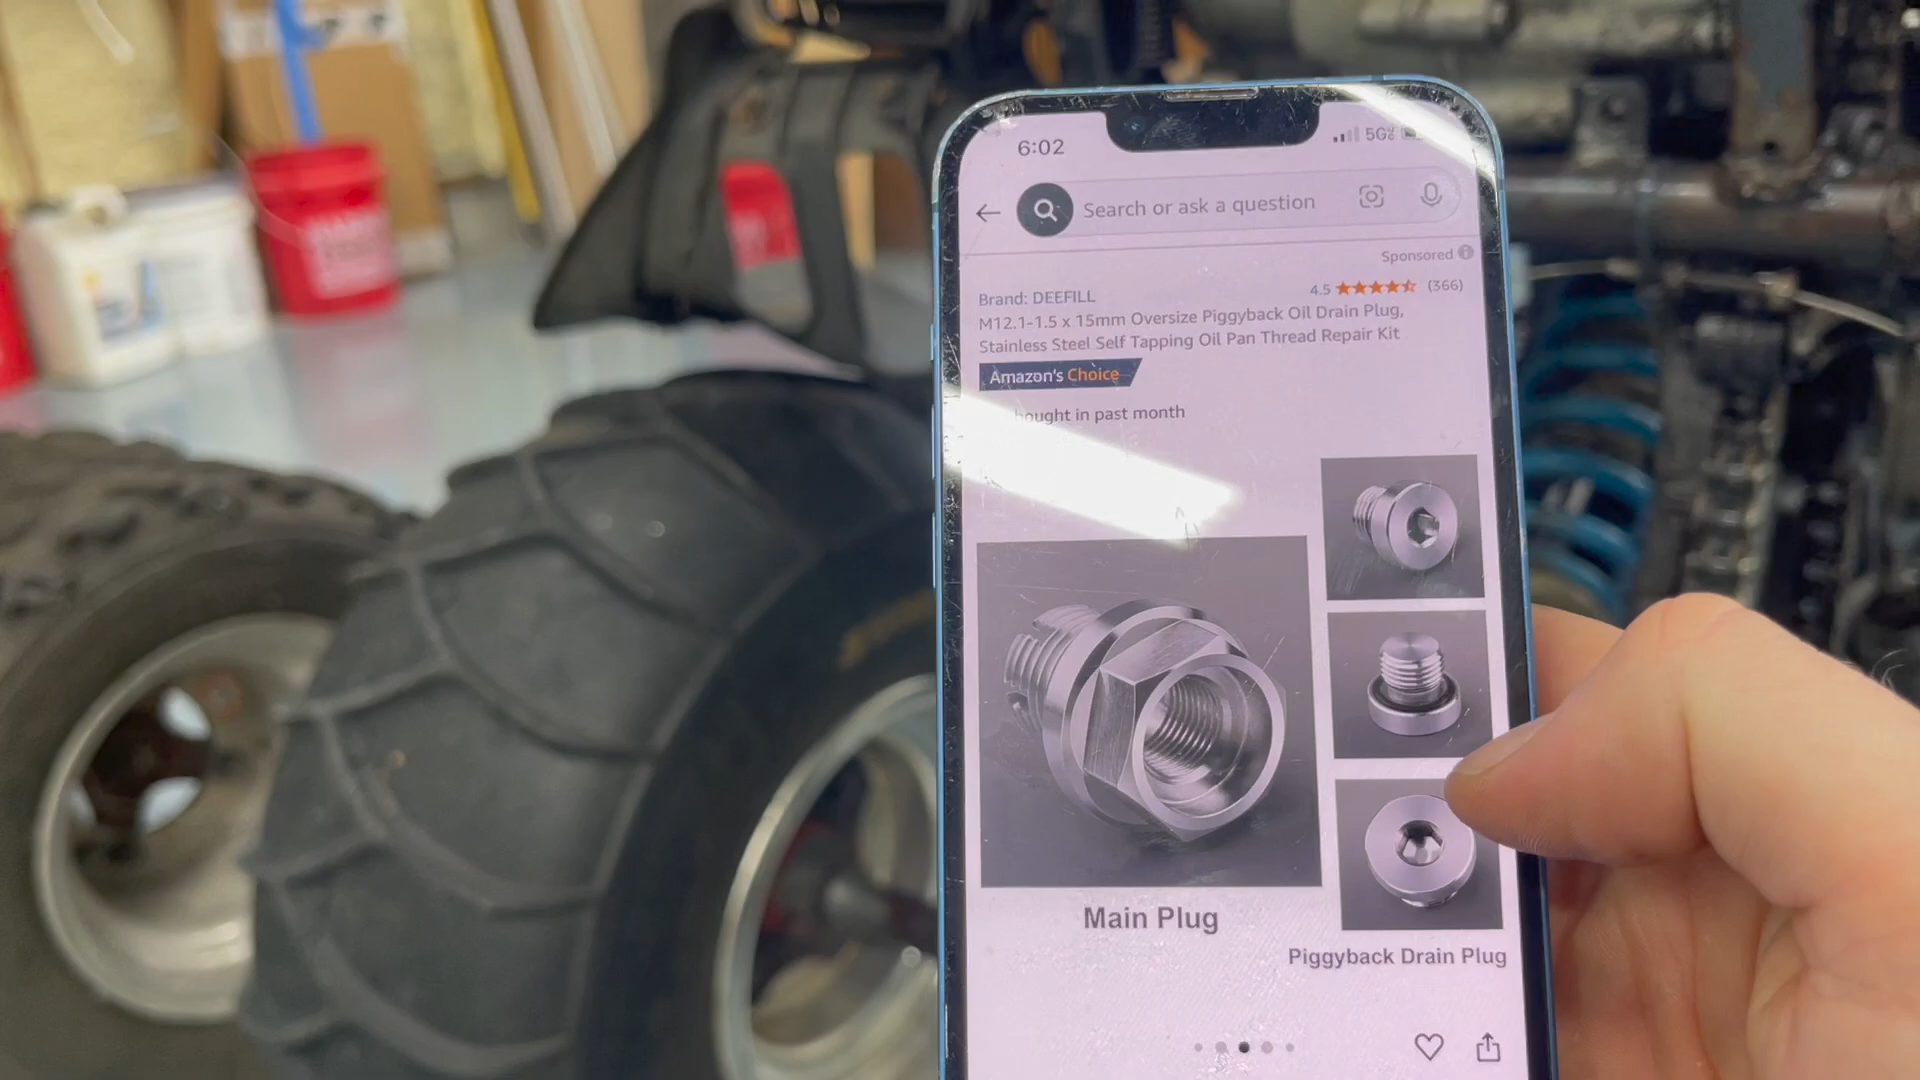 6:02
5G
Search or ask a question
Sponsored
Brand: DEEFILL
4.5 (366)
M12.1-1.5 x 15mm Oversize Piggyback Oil Drain Plug,
Stainless Steel Self Tapping Oil Pan Thread Repair Kit
Amazon's Choice
bought in past month
Main Plug
Piggyback Drain Plug